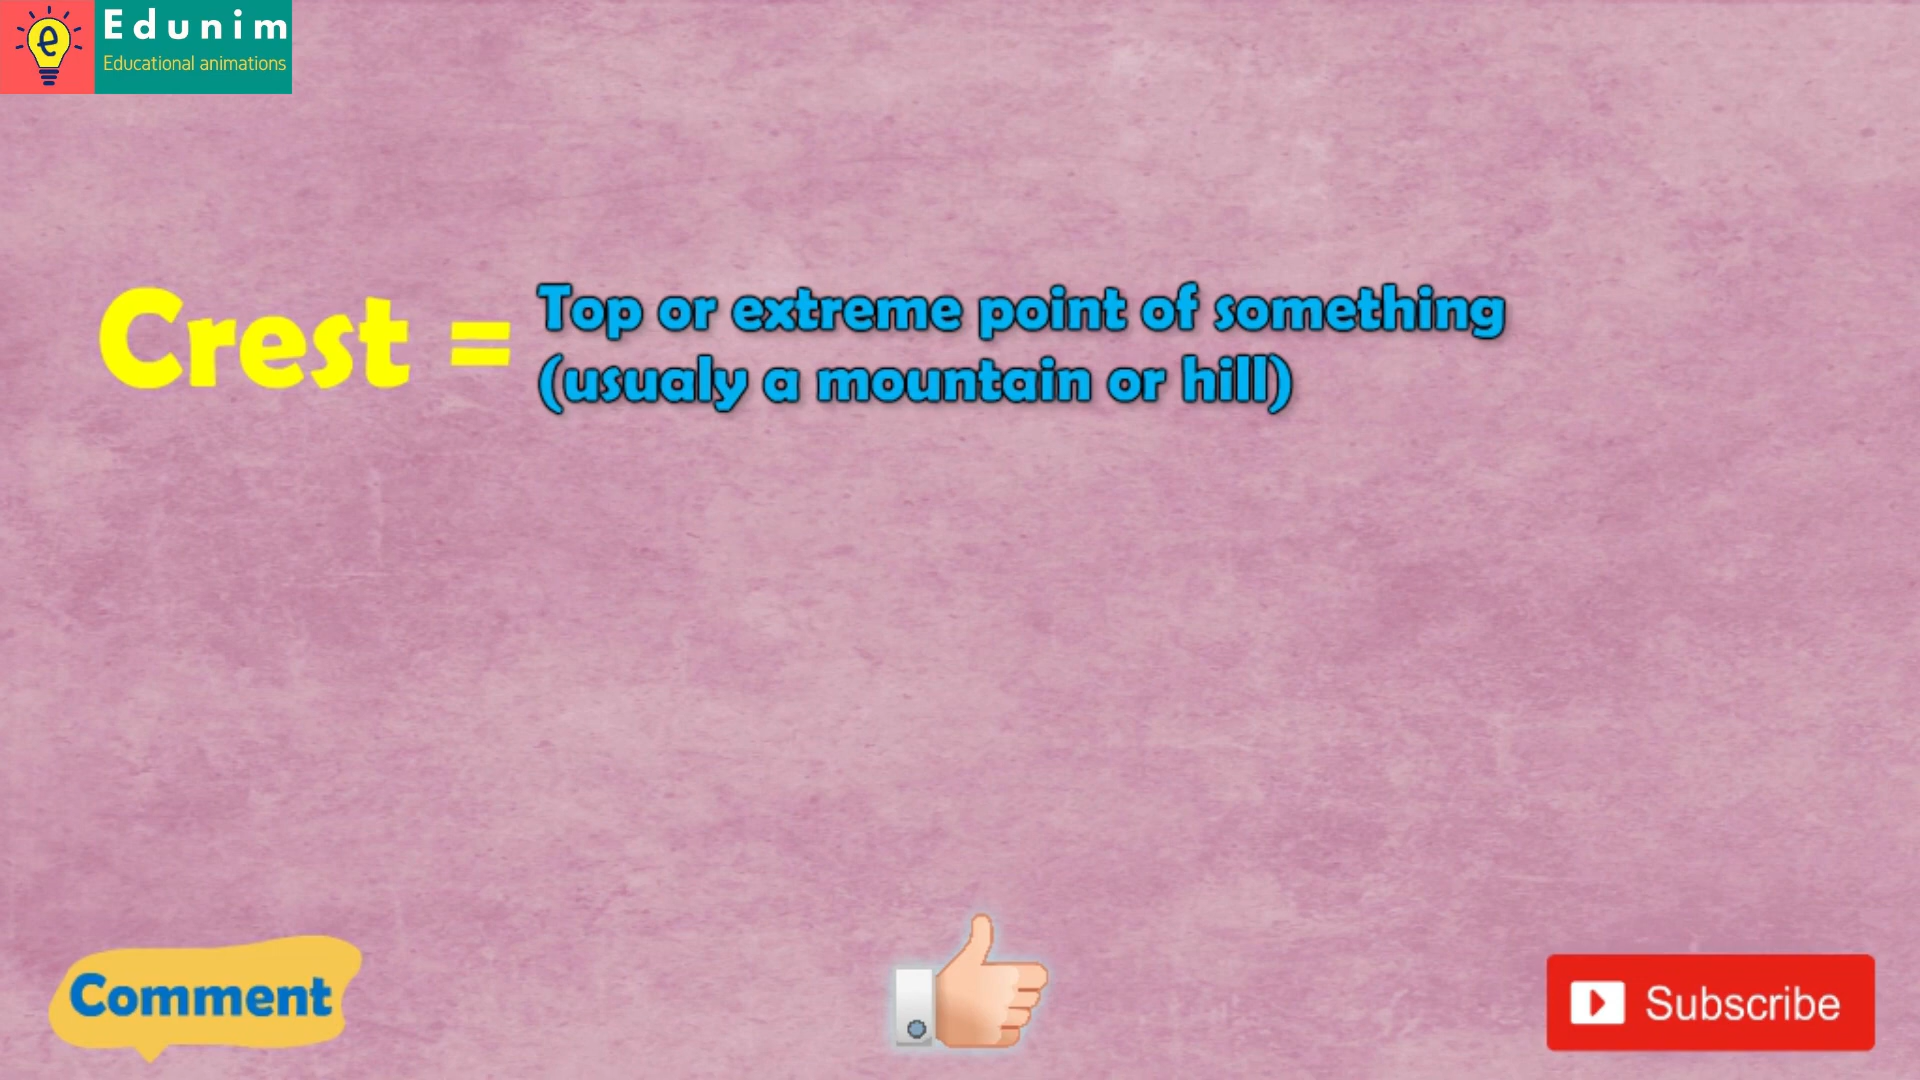 Edunim
Educational animations
Crest =
Top or extreme point of something
(usualy a mountain or hill)
Comment
Subscribe